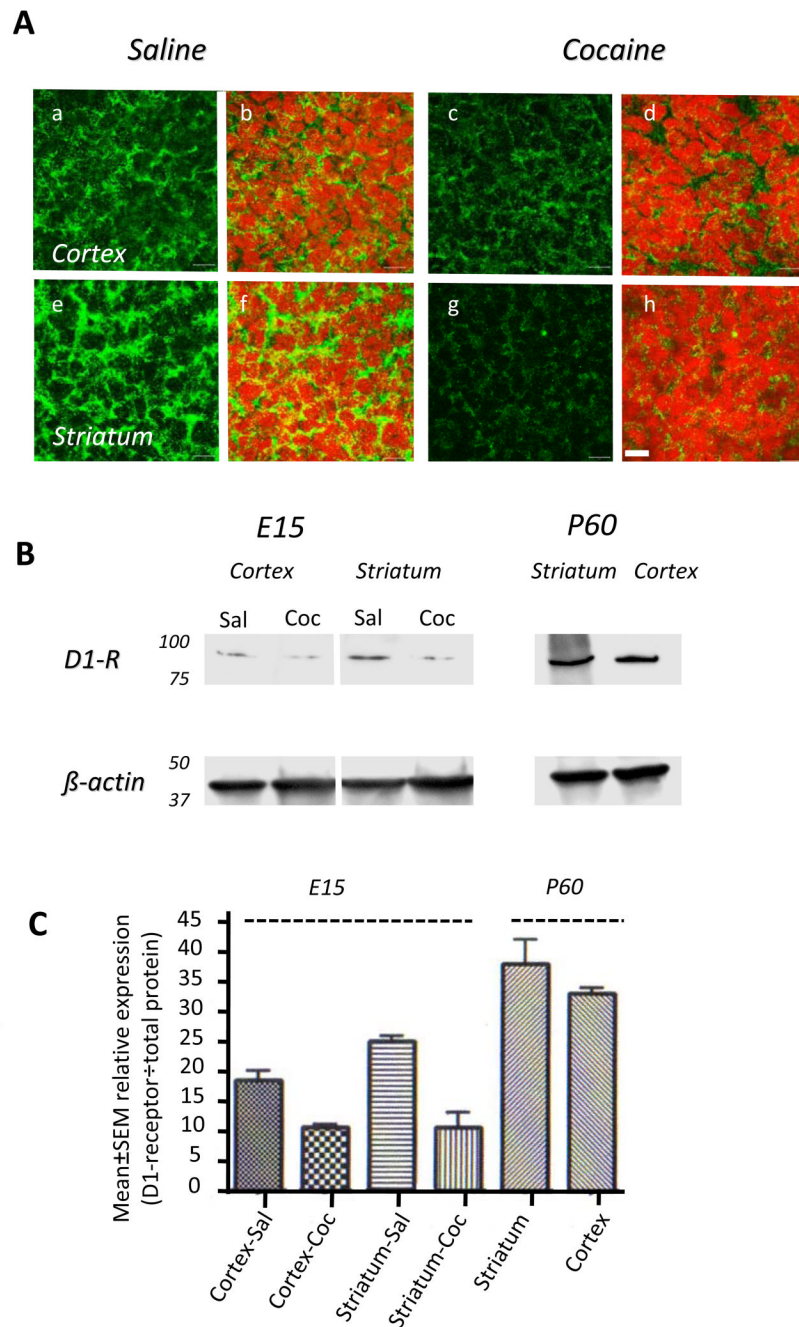 A
Saline Cocaine
a b c d
Cortex
e f g h
Striatum
B
E15 P60
Cortex Striatum Striatum Cortex
Sal Coc Sal Coc
D1-R
100
75
ß-actin
50
37
C
E15 P60
Mean±SEM relative expression
(D1-receptor÷total protein)
45
40
35
30
25
20
15
10
5
0
Cortex-Sal
Cortex-Coc
Striatum-Sal
Striatum-Coc
Striatum
Cortex